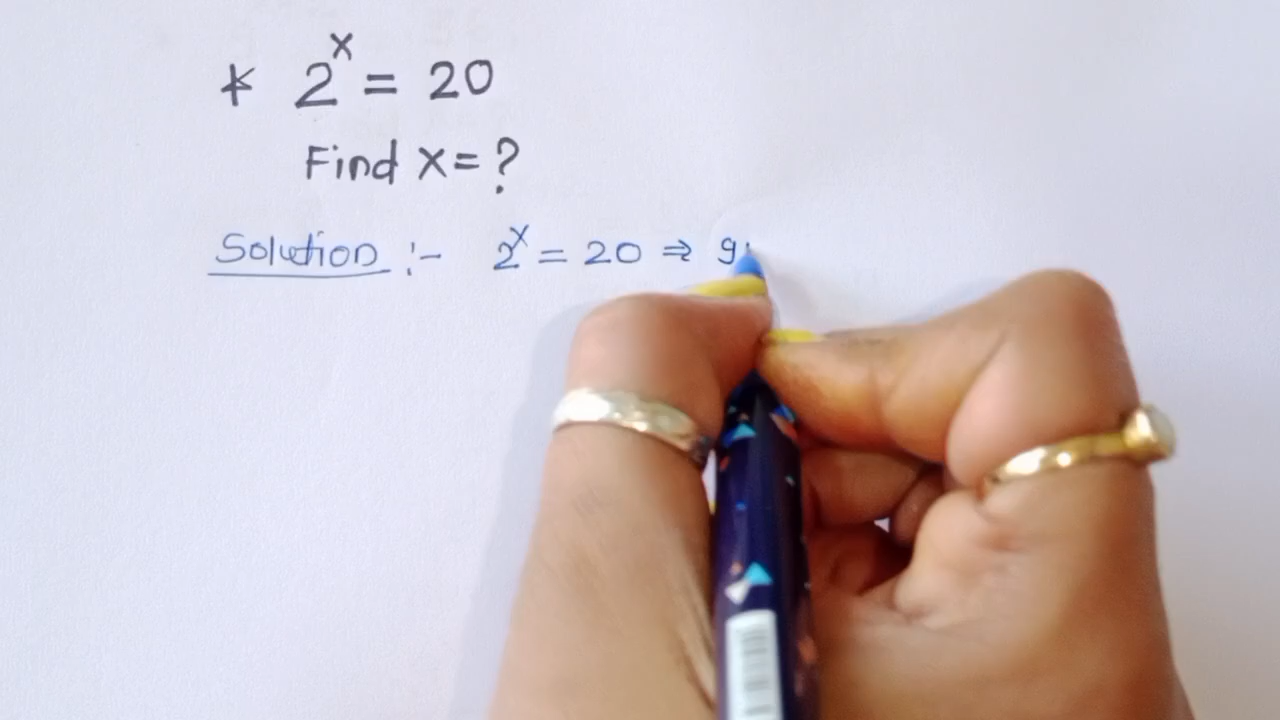 * 2^x = 20
Find x = ?
Solution :- 2^x = 20 ⇒